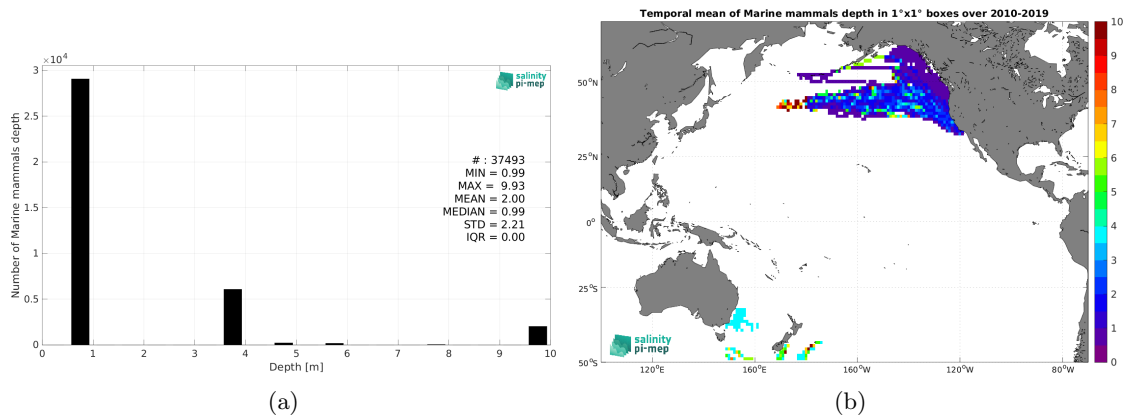 ×10⁴
3
2.5
2
1.5
1
0.5
0
Number of Marine mammals depth
salinity
pi-mep
# : 37493
MIN = 0.99
MAX = 9.93
MEAN = 2.00
MEDIAN = 0.99
STD = 2.21
IQR = 0.00
0 1 2 3 4 5 6 7 8 9 10
Depth [m]
(a)
Temporal mean of Marine mammals depth in 1°x1° boxes over 2010-2019
50°N
25°N
0°
25°S
50°S
120°E 160°E 160°W 120°W 80°W
salinity
pi-mep
10
9
8
7
6
5
4
3
2
1
0
(b)